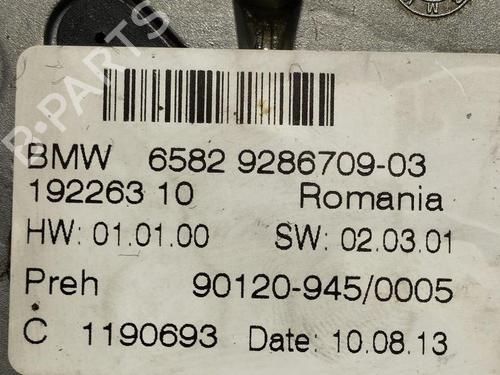 B-PARTS
BMW 6582 9286709-03
192263 10 Romania
HW: 01.01.00 SW: 02.03.01
Preh 90120-945/0005
C 1190693 Date: 10.08.13